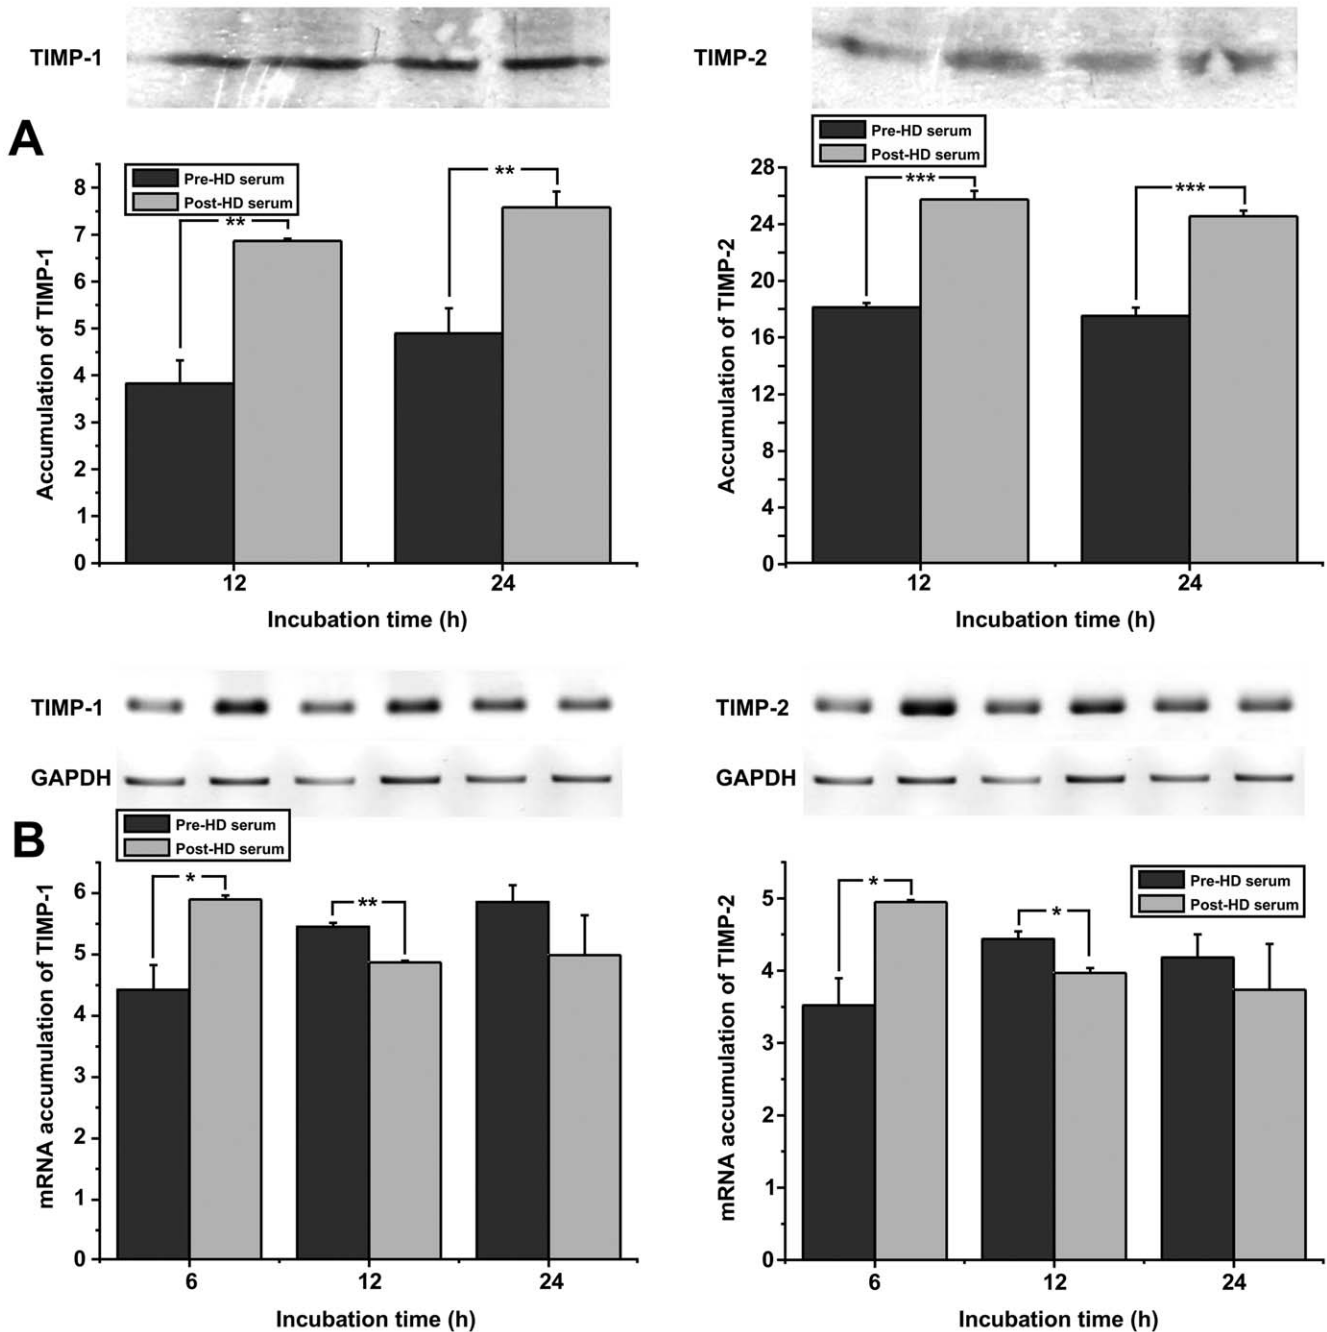 TIMP-1
TIMP-2
A
Pre-HD serum
Post-HD serum
**
**
8
7
6
5
4
3
2
1
0
Accumulation of TIMP-1
12
24
Incubation time (h)
Pre-HD serum
Post-HD serum
***
***
28
24
20
16
12
8
4
0
Accumulation of TIMP-2
12
24
Incubation time (h)
TIMP-1
GAPDH
TIMP-2
GAPDH
B
Pre-HD serum
Post-HD serum
*
**
6
5
4
3
2
1
0
mRNA accumulation of TIMP-1
6
12
24
Incubation time (h)
Pre-HD serum
Post-HD serum
*
*
5
4
3
2
1
0
mRNA accumulation of TIMP-2
6
12
24
Incubation time (h)